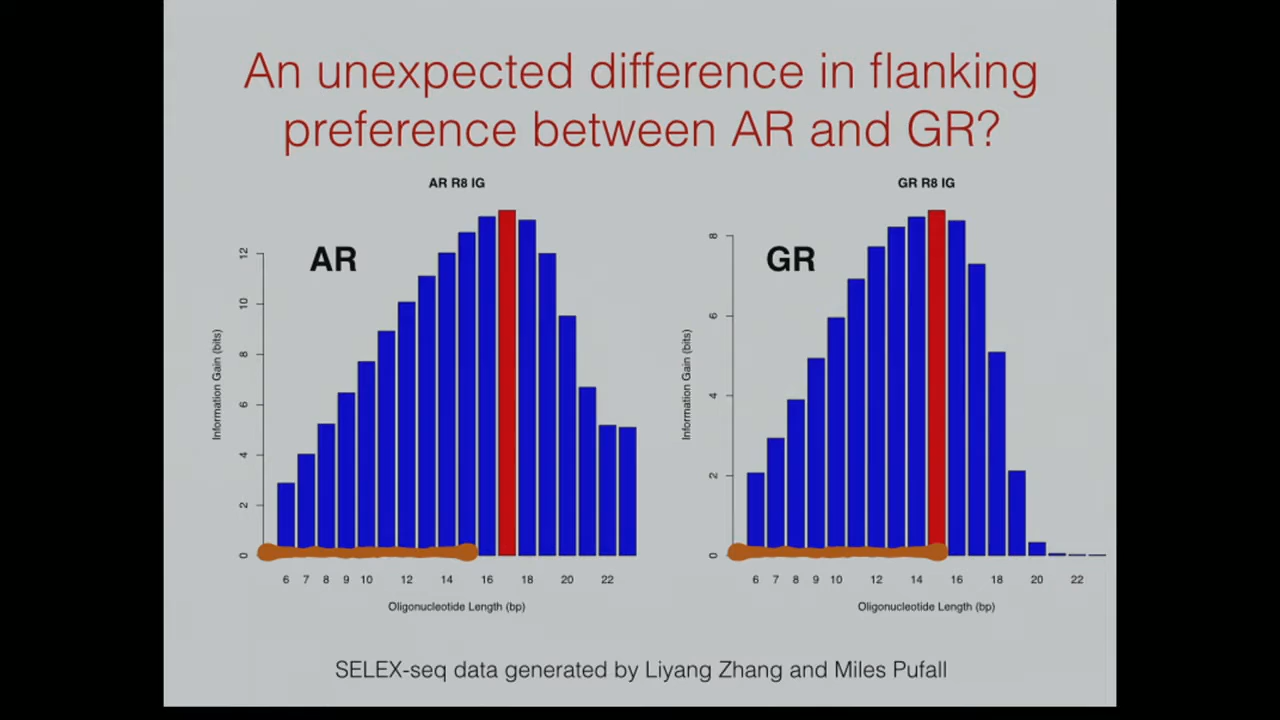 An unexpected difference in flanking
preference between AR and GR?
AR R8 IG
AR
Information Gain (bits)
12
10
8
6
4
2
0
6 7 8 9 10 12 14 16 18 20 22
Oligonucleotide Length (bp)
GR R8 IG
GR
Information Gain (bits)
8
6
4
2
0
6 7 8 9 10 12 14 16 18 20 22
Oligonucleotide Length (bp)
SELEX-seq data generated by Liyang Zhang and Miles Pufall